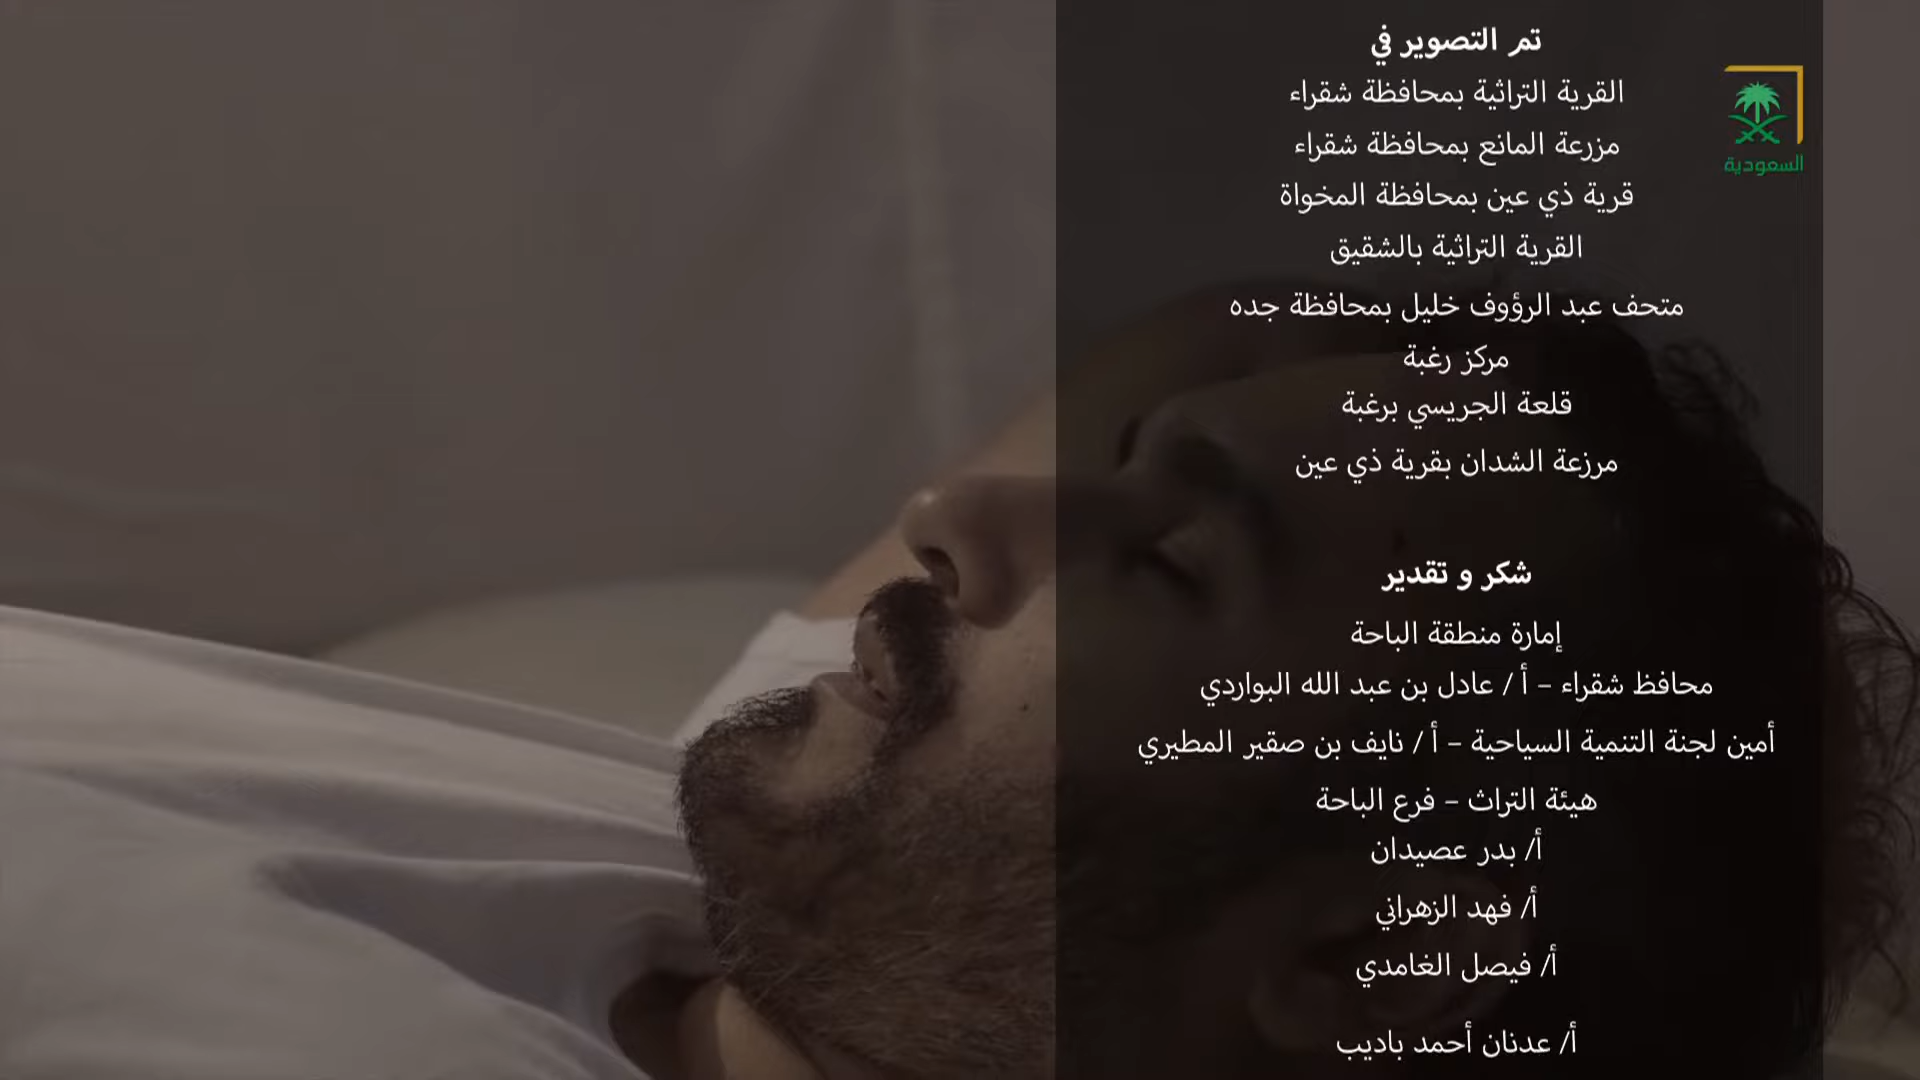 تم التصوير في
القرية التراثية بمحافظة شقراء
مزرعة المانع بمحافظة شقراء
قرية ذي عين بمحافظة المخواة
القرية التراثية بالشقيق
متحف عبد الرؤوف خليل بمحافظة جده
مركز رغبة
قلعة الجريسي برغبة
مرزعة الشدان بقرية ذي عين
شكر و تقدير
إمارة منطقة الباحة
محافظ شقراء – أ / عادل بن عبد الله البواردي
أمين لجنة التنمية السياحية – أ / نايف بن صقير المطيري
هيئة التراث – فرع الباحة
أ/ بدر عصيدان
أ/ فهد الزهراني
أ/ فيصل الغامدي
أ/ عدنان أحمد باديب
السعودية